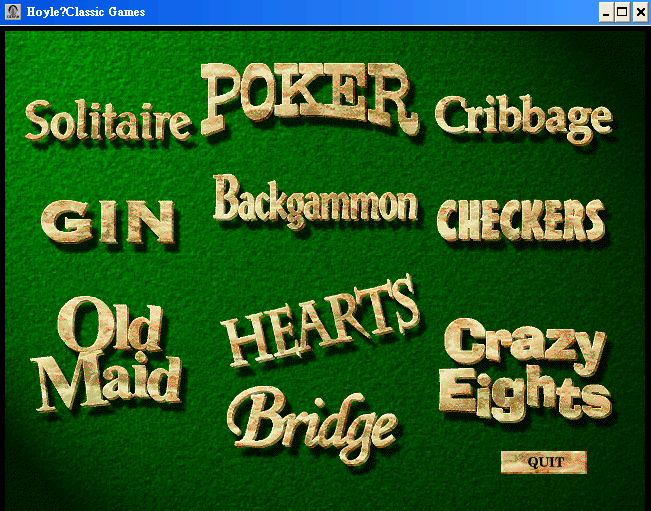 Hoyle?Classic Games
Solitaire
POKER
Cribbage
GIN
Backgammon
CHECKERS
Old
Maid
HEARTS
Crazy
Eights
Bridge
QUIT